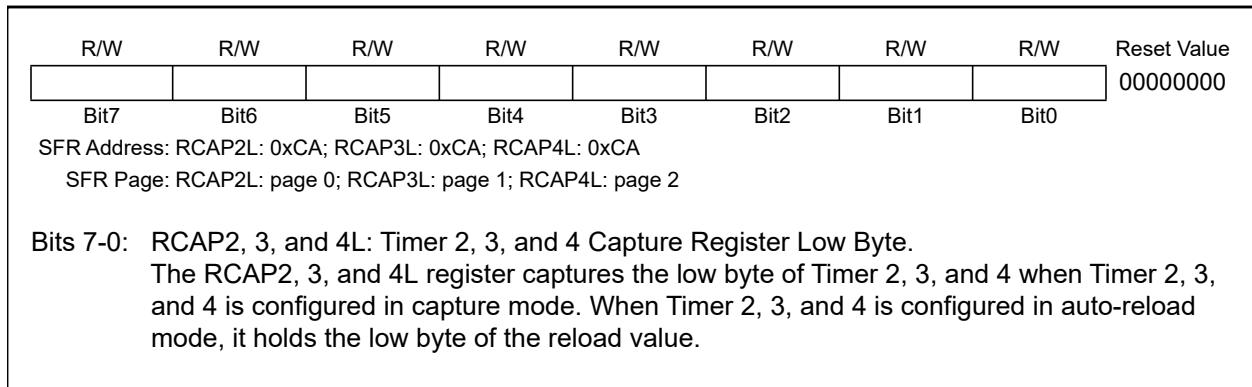 R/W R/W R/W R/W R/W R/W R/W R/W Reset Value
00000000
Bit7 Bit6 Bit5 Bit4 Bit3 Bit2 Bit1 Bit0
SFR Address: RCAP2L: 0xCA; RCAP3L: 0xCA; RCAP4L: 0xCA
SFR Page: RCAP2L: page 0; RCAP3L: page 1; RCAP4L: page 2
Bits 7-0: RCAP2, 3, and 4L: Timer 2, 3, and 4 Capture Register Low Byte.
The RCAP2, 3, and 4L register captures the low byte of Timer 2, 3, and 4 when Timer 2, 3,
and 4 is configured in capture mode. When Timer 2, 3, and 4 is configured in auto-reload
mode, it holds the low byte of the reload value.